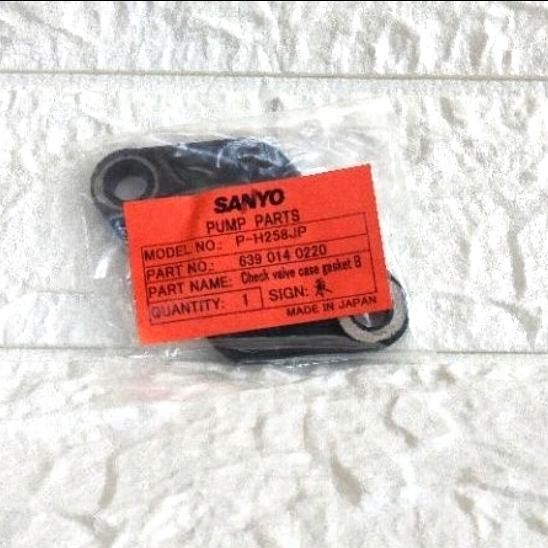 SANYO
PUMP PARTS
MODEL NO.: P-H258JP
PART NO.: 639 014 0220
PART NAME: Check valve case gasket B
QUANTITY: 1 SIGN:
MADE IN JAPAN